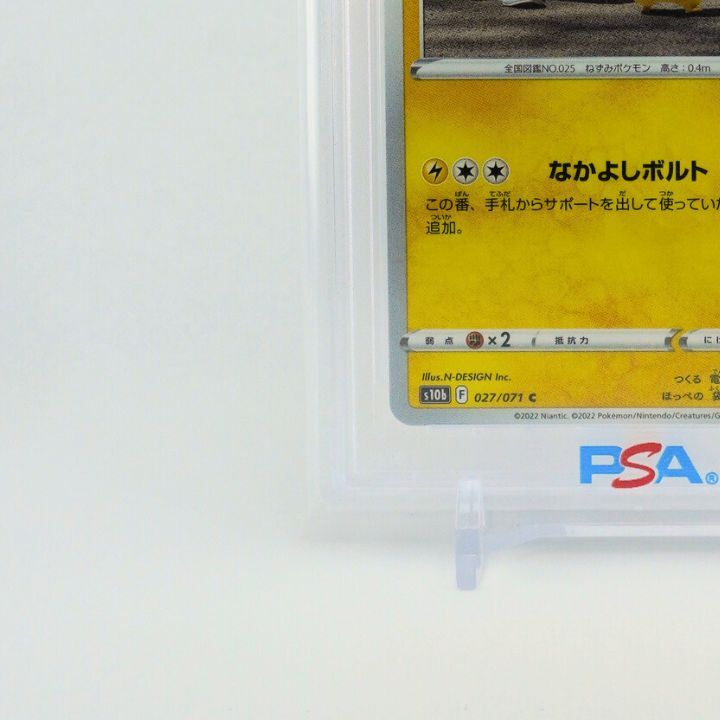 全国図鑑NO.025 ねずみポケモン 高さ:0.4m
なかよしボルト
この番、手札からサポートを出して使ってい
追加。
弱点 ×2 抵抗力 に
Illus.N-DESIGN Inc.
つくる 電
s10b F 027/071 C
ほっぺの 袋
©2022 Niantic. ©2022 Pokémon/Nintendo/Creatures/G
PSA®